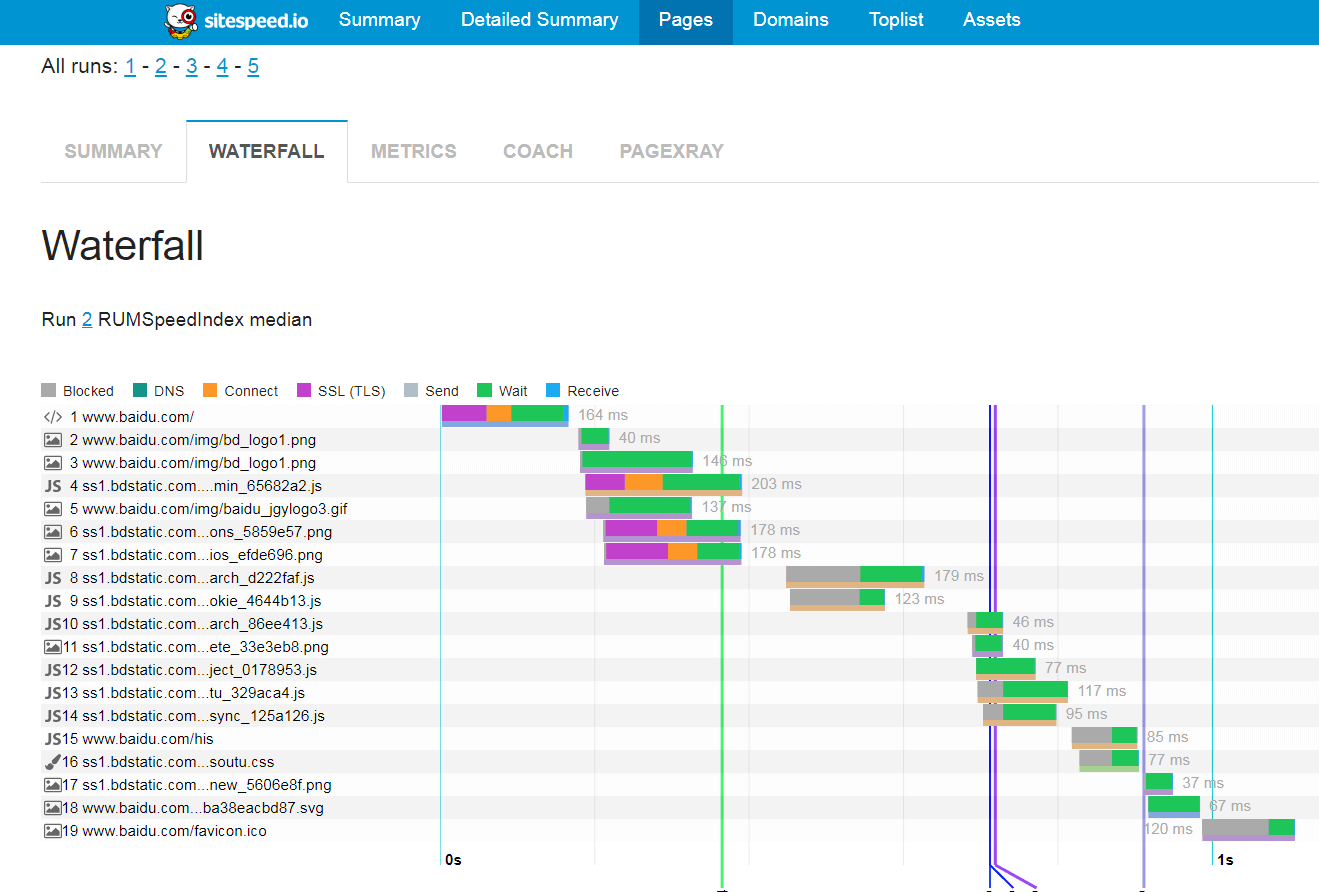 sitespeed.io Summary Detailed Summary Pages Domains Toplist Assets
All runs: 1 - 2 - 3 - 4 - 5
SUMMARY WATERFALL METRICS COACH PAGEXRAY
Waterfall
Run 2 RUMSpeedIndex median
Blocked DNS Connect SSL (TLS) Send Wait Receive
1 www.baidu.com/ 164 ms
2 www.baidu.com/img/bd_logo1.png 40 ms
3 www.baidu.com/img/bd_logo1.png 146 ms
JS 4 ss1.bdstatic.com....min_65682a2.js 203 ms
5 www.baidu.com/img/baidu_jgylogo3.gif 137 ms
6 ss1.bdstatic.com...ons_5859e57.png 178 ms
7 ss1.bdstatic.com...ios_efde696.png 178 ms
JS 8 ss1.bdstatic.com...arch_d222faf.js 179 ms
JS 9 ss1.bdstatic.com...okie_4644b13.js 123 ms
JS10 ss1.bdstatic.com...arch_86ee413.js 46 ms
11 ss1.bdstatic.com...ete_33e3eb8.png 40 ms
JS12 ss1.bdstatic.com...ject_0178953.js 77 ms
JS13 ss1.bdstatic.com...tu_329aca4.js 117 ms
JS14 ss1.bdstatic.com...sync_125a126.js 95 ms
JS15 www.baidu.com/his 85 ms
16 ss1.bdstatic.com...soutu.css 77 ms
17 ss1.bdstatic.com...new_5606e8f.png 37 ms
18 www.baidu.com...ba38eacbd87.svg 67 ms
19 www.baidu.com/favicon.ico 120 ms
0s 1s